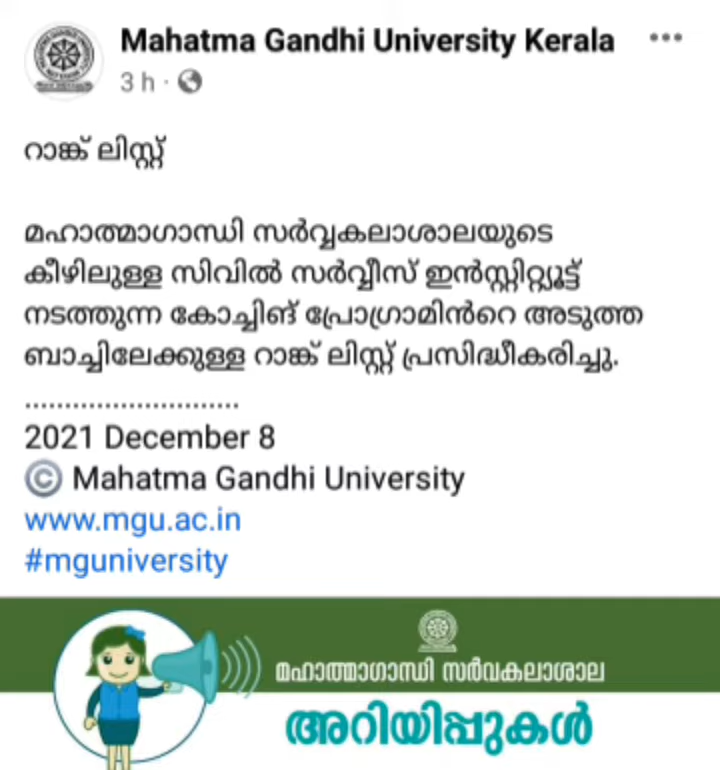 Mahatma Gandhi University Kerala
3 h ·
റാങ്ക് ലിസ്റ്റ്
മഹാത്മാഗാന്ധി സർവ്വകലാശാലയുടെ
കീഴിലുള്ള സിവിൽ സർവ്വീസ് ഇൻസ്റ്റിറ്റ്യൂട്ട്
നടത്തുന്ന കോച്ചിങ് പ്രോഗ്രാമിൻറെ അടുത്ത
ബാച്ചിലേക്കുള്ള റാങ്ക് ലിസ്റ്റ് പ്രസിദ്ധീകരിച്ചു.
...........................
2021 December 8
© Mahatma Gandhi University
www.mgu.ac.in
#mguniversity
മഹാത്മാഗാന്ധി സർവകലാശാല
അറിയിപ്പുകൾ